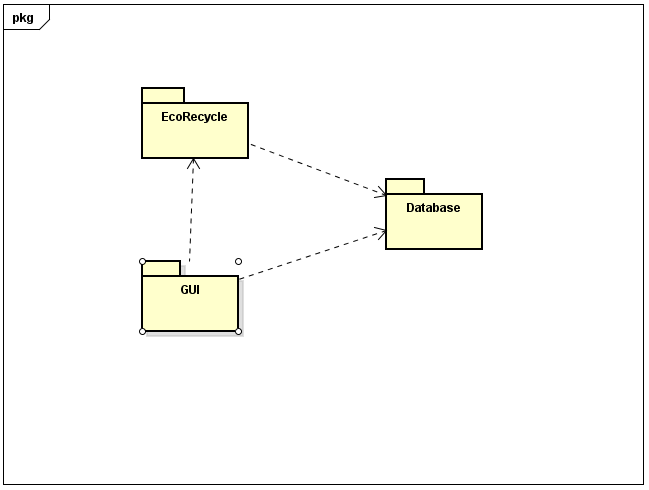 pkg
EcoRecycle
Database
GUI